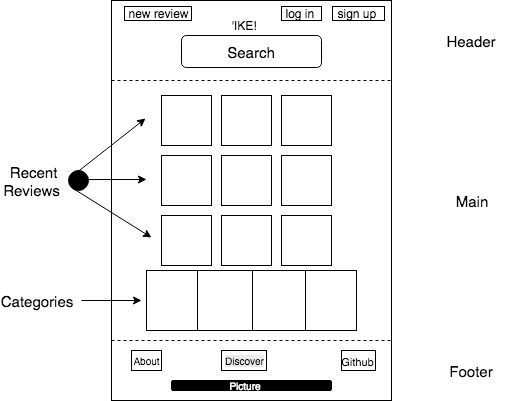 new review
log in
sign up
'IKE!
Search
Header
Recent
Reviews
Main
Categories
About
Discover
Github
Footer
Picture